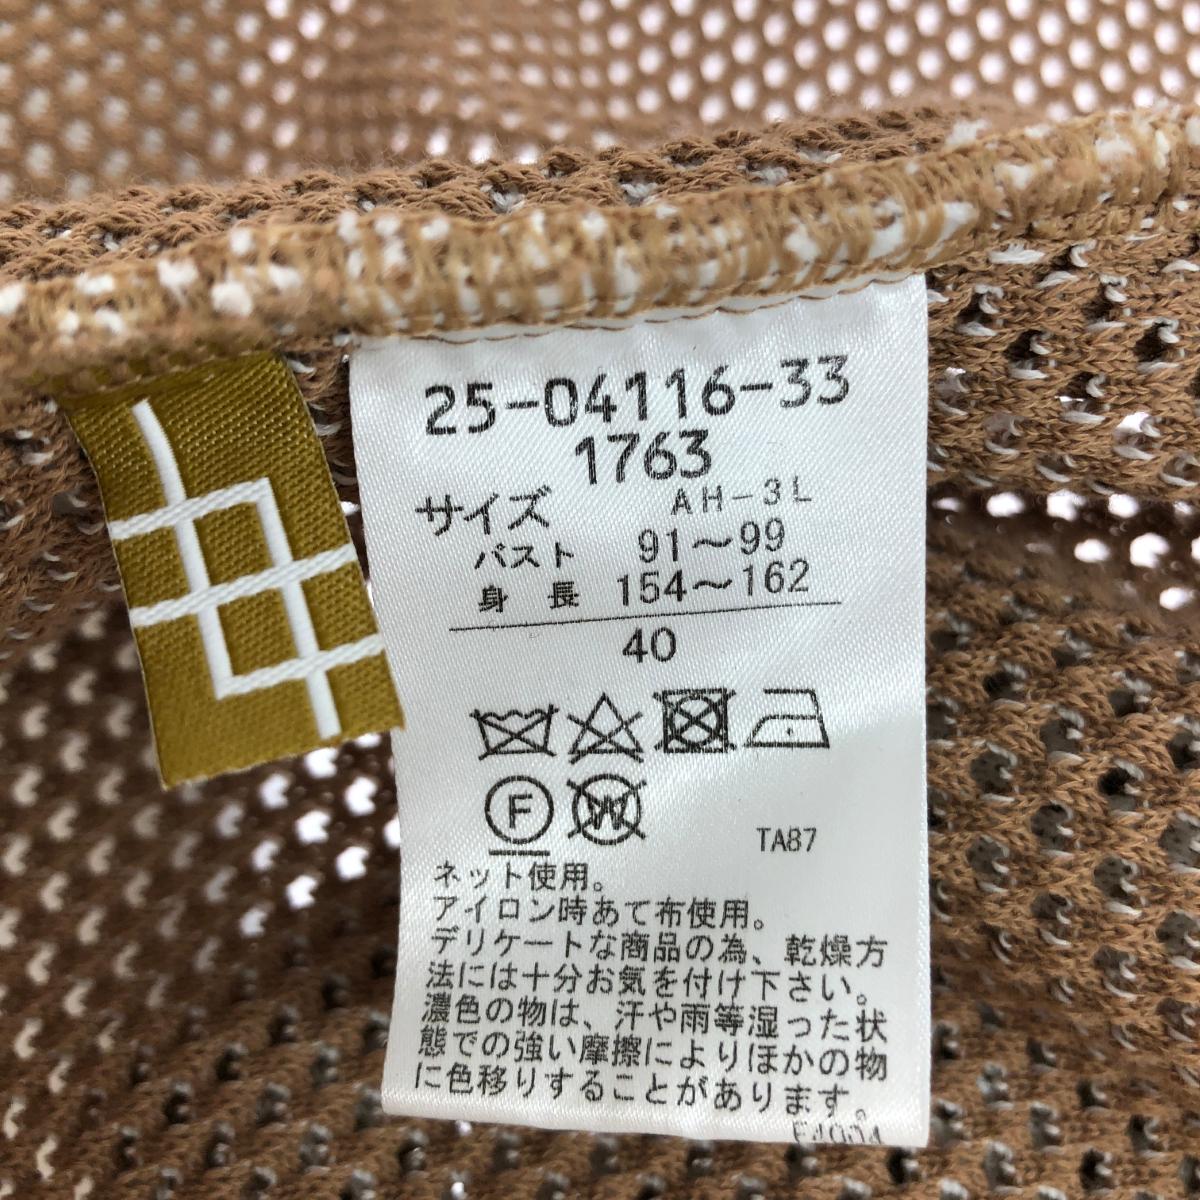 25-04116-33
1763
サイズ AH-3L
バスト 91〜99
身長 154〜162
40
F W
TA87
ネット使用。
アイロン時あて布使用。
デリケートな商品の為、乾燥方
法には十分お気を付け下さい。
濃色の物は、汗や雨等湿った状
態での強い摩擦によりほかの物
に色移りすることがあります。